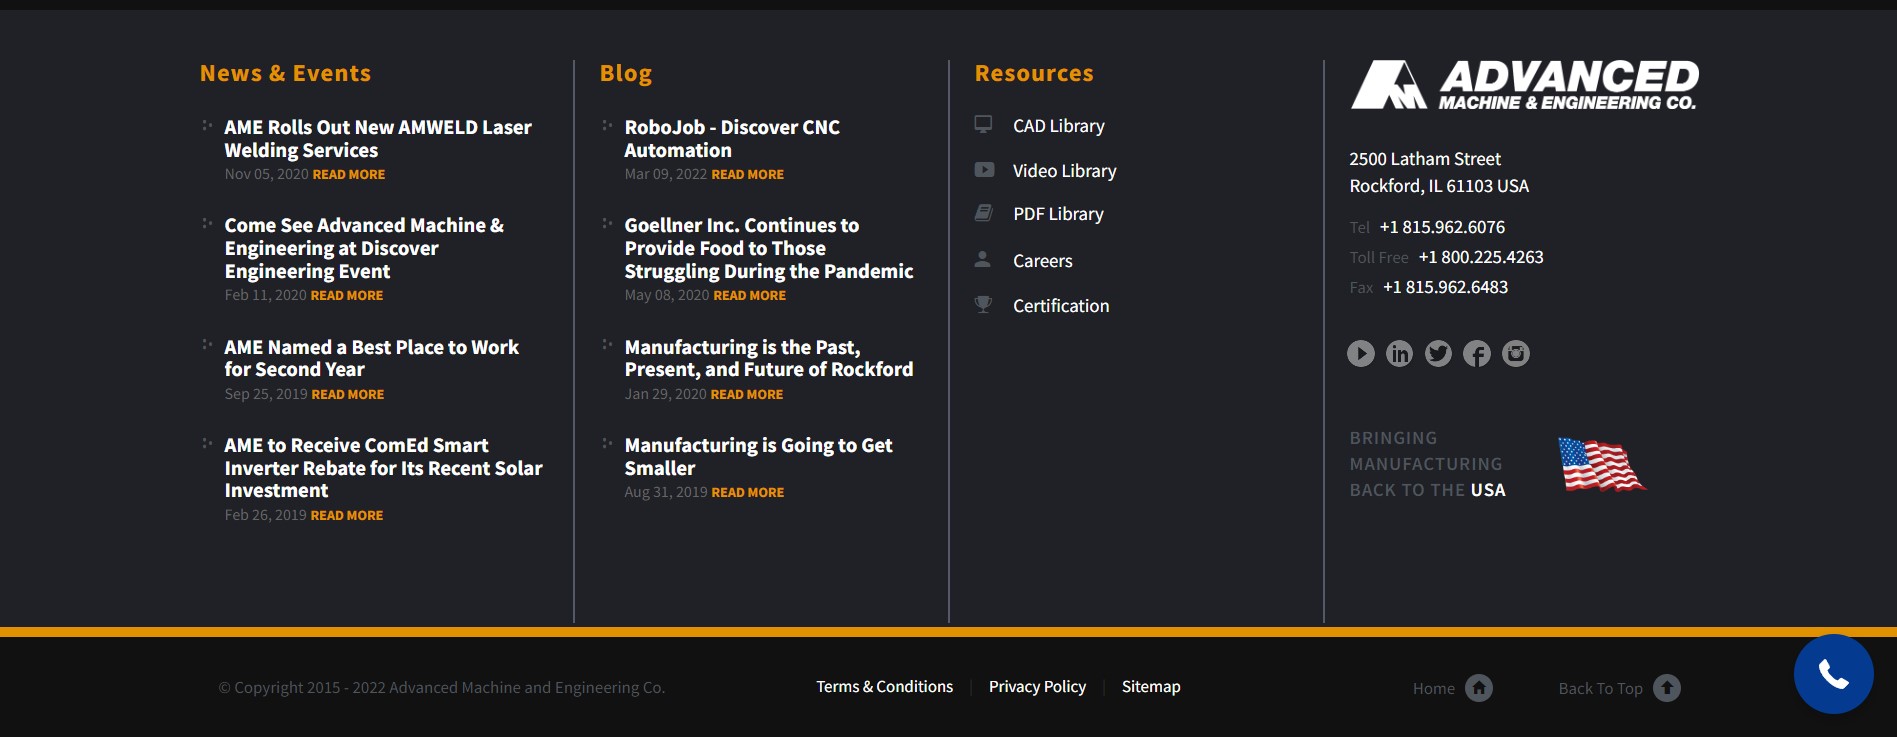 News & Events
AME Rolls Out New AMWELD Laser
Welding Services
Nov 05, 2020 READ MORE
Come See Advanced Machine &
Engineering at Discover
Engineering Event
Feb 11, 2020 READ MORE
AME Named a Best Place to Work
for Second Year
Sep 25, 2019 READ MORE
AME to Receive ComEd Smart
Inverter Rebate for Its Recent Solar
Investment
Feb 26, 2019 READ MORE
Blog
RoboJob - Discover CNC
Automation
Mar 09, 2022 READ MORE
Goellner Inc. Continues to
Provide Food to Those
Struggling During the Pandemic
May 08, 2020 READ MORE
Manufacturing is the Past,
Present, and Future of Rockford
Jan 29, 2020 READ MORE
Manufacturing is Going to Get
Smaller
Aug 31, 2019 READ MORE
Resources
CAD Library
Video Library
PDF Library
Careers
Certification
ADVANCED
MACHINE & ENGINEERING CO.
2500 Latham Street
Rockford, IL 61103 USA
Tel +1 815.962.6076
Toll Free +1 800.225.4263
Fax +1 815.962.6483
in
BRINGING
MANUFACTURING
BACK TO THE USA
© Copyright 2015 - 2022 Advanced Machine and Engineering Co.
Terms & Conditions | Privacy Policy | Sitemap
Home
Back To Top